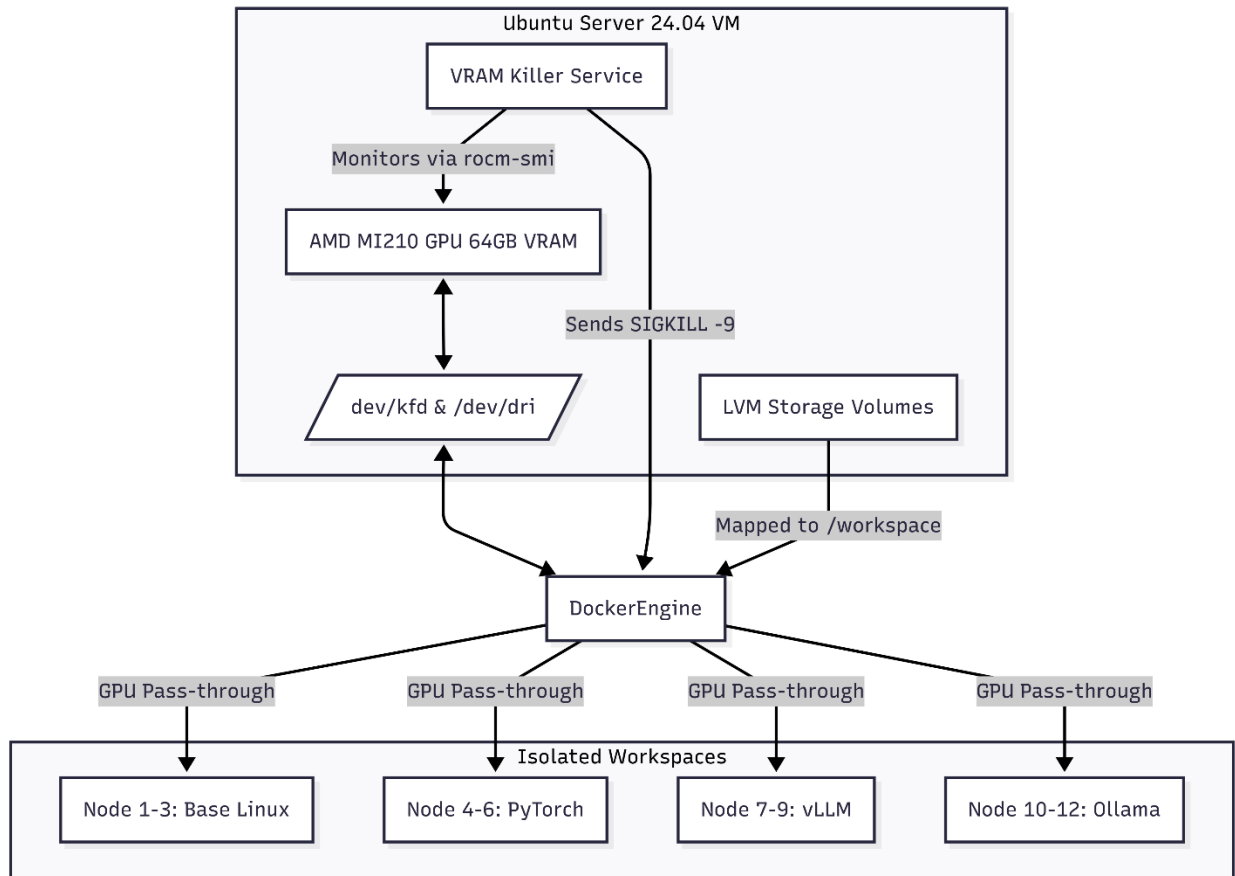 Ubuntu Server 24.04 VM
VRAM Killer Service
Monitors via rocm-smi
AMD MI210 GPU 64GB VRAM
Sends SIGKILL -9
dev/kfd & /dev/dri
LVM Storage Volumes
Mapped to /workspace
DockerEngine
GPU Pass-through
GPU Pass-through
GPU Pass-through
GPU Pass-through
Isolated Workspaces
Node 1-3: Base Linux
Node 4-6: PyTorch
Node 7-9: vLLM
Node 10-12: Ollama